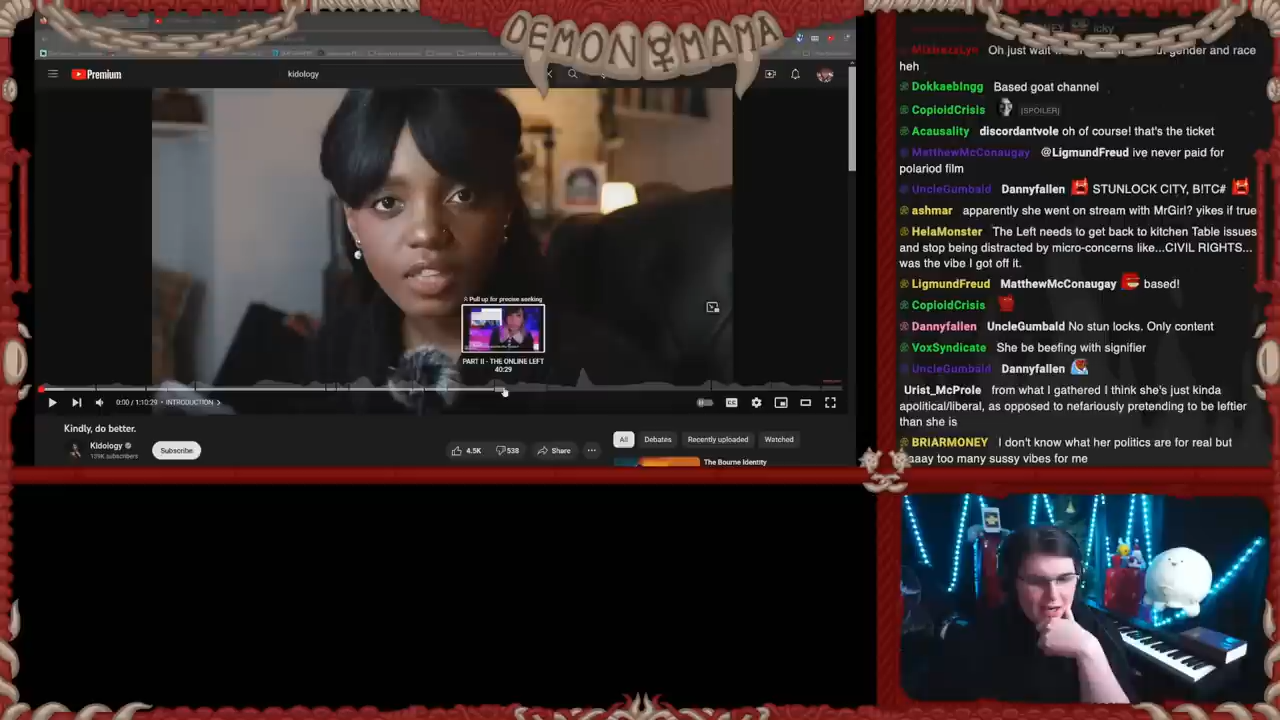 DEMON MAMA
Premium
kidology
Pull up for precise seeking
PART II - THE ONLINE LEFT
40:29
0:00 / 1:10:29 • INTRODUCTION >
Kindly, do better.
Kidology
139K subscribers
Subscribe
4.5K
538
Share
All
Debates
Recently uploaded
Watched
The Bourne Identity
icky
Oh just wait
gender and race
heh
DokkaebIngg Based goat channel
CopioidCrisis [SPOILER]
Acausality discordantvole oh of course! that's the ticket
MatthewMcConaugay @LigmundFreud ive never paid for
polariod film
UncleGumbald Dannyfallen STUNLOCK CITY, B!TC#
ashmar apparently she went on stream with MrGirl? yikes if true
HelaMonster The Left needs to get back to kitchen Table issues
and stop being distracted by micro-concerns like...CIVIL RIGHTS...
was the vibe I got off it.
LigmundFreud MatthewMcConaugay based!
CopioidCrisis
Dannyfallen UncleGumbald No stun locks. Only content
VoxSyndicate She be beefing with signifier
UncleGumbald Dannyfallen
Urist_McProle from what I gathered I think she's just kinda
apolitical/liberal, as opposed to nefariously pretending to be leftier
than she is
BRIARMONEY I don't know what her politics are for real but
too many sussy vibes for me